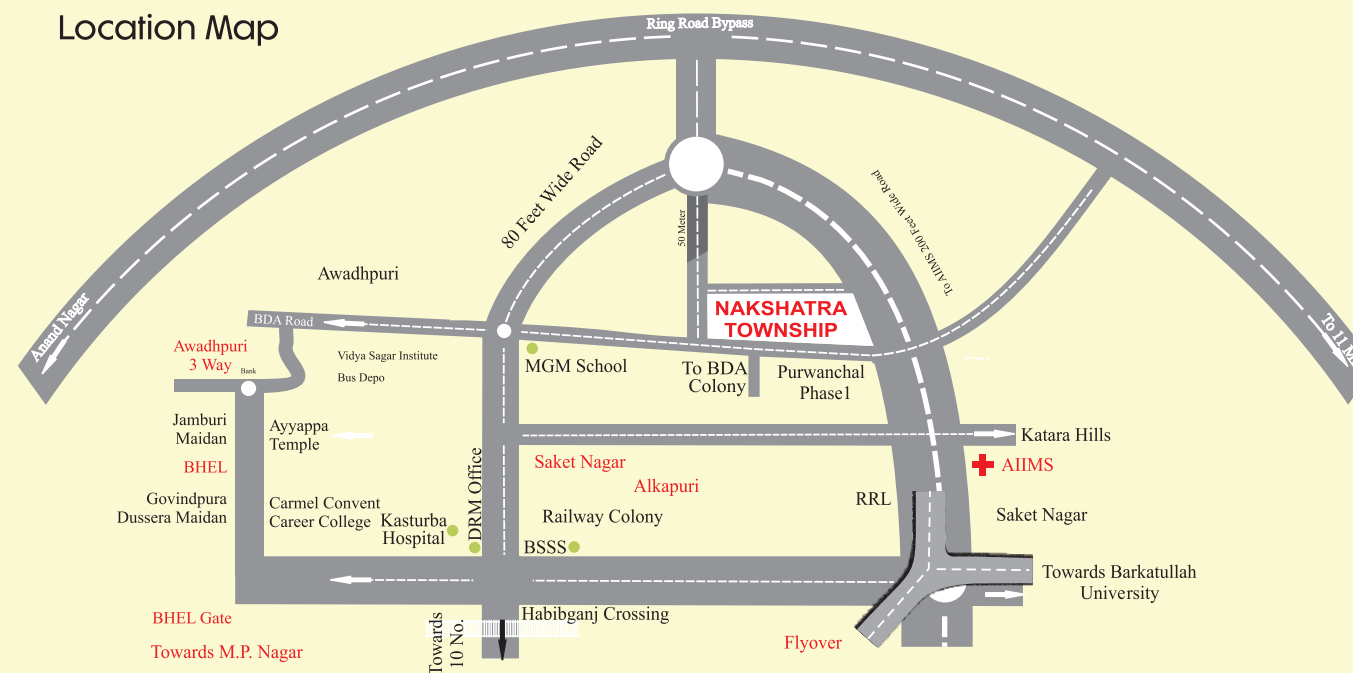 Location Map
Ring Road Bypass
80 Feet Wide Road
To AIIMS 200 Feet Wide Road
50 Meter
Anand Nagar
Awadhpuri
BDA Road
NAKSHATRA
TOWNSHIP
Awadhpuri
3 Way
Bank
Vidya Sagar Institute
Bus Depo
MGM School
To BDA
Colony
Purwanchal
Phase1
Jamburi
Maidan
Ayyappa
Temple
Katara Hills
BHEL
Saket Nagar
AIIMS
Alkapuri
Govindpura
Dussera Maidan
Carmel Convent
Career College
Kasturba
Hospital
DRM Office
Railway Colony
RRL
Saket Nagar
BSSS
Towards Barkatullah
University
BHEL Gate
Habibganj Crossing
Towards M.P. Nagar
Towards
10 No.
Flyover
To 11